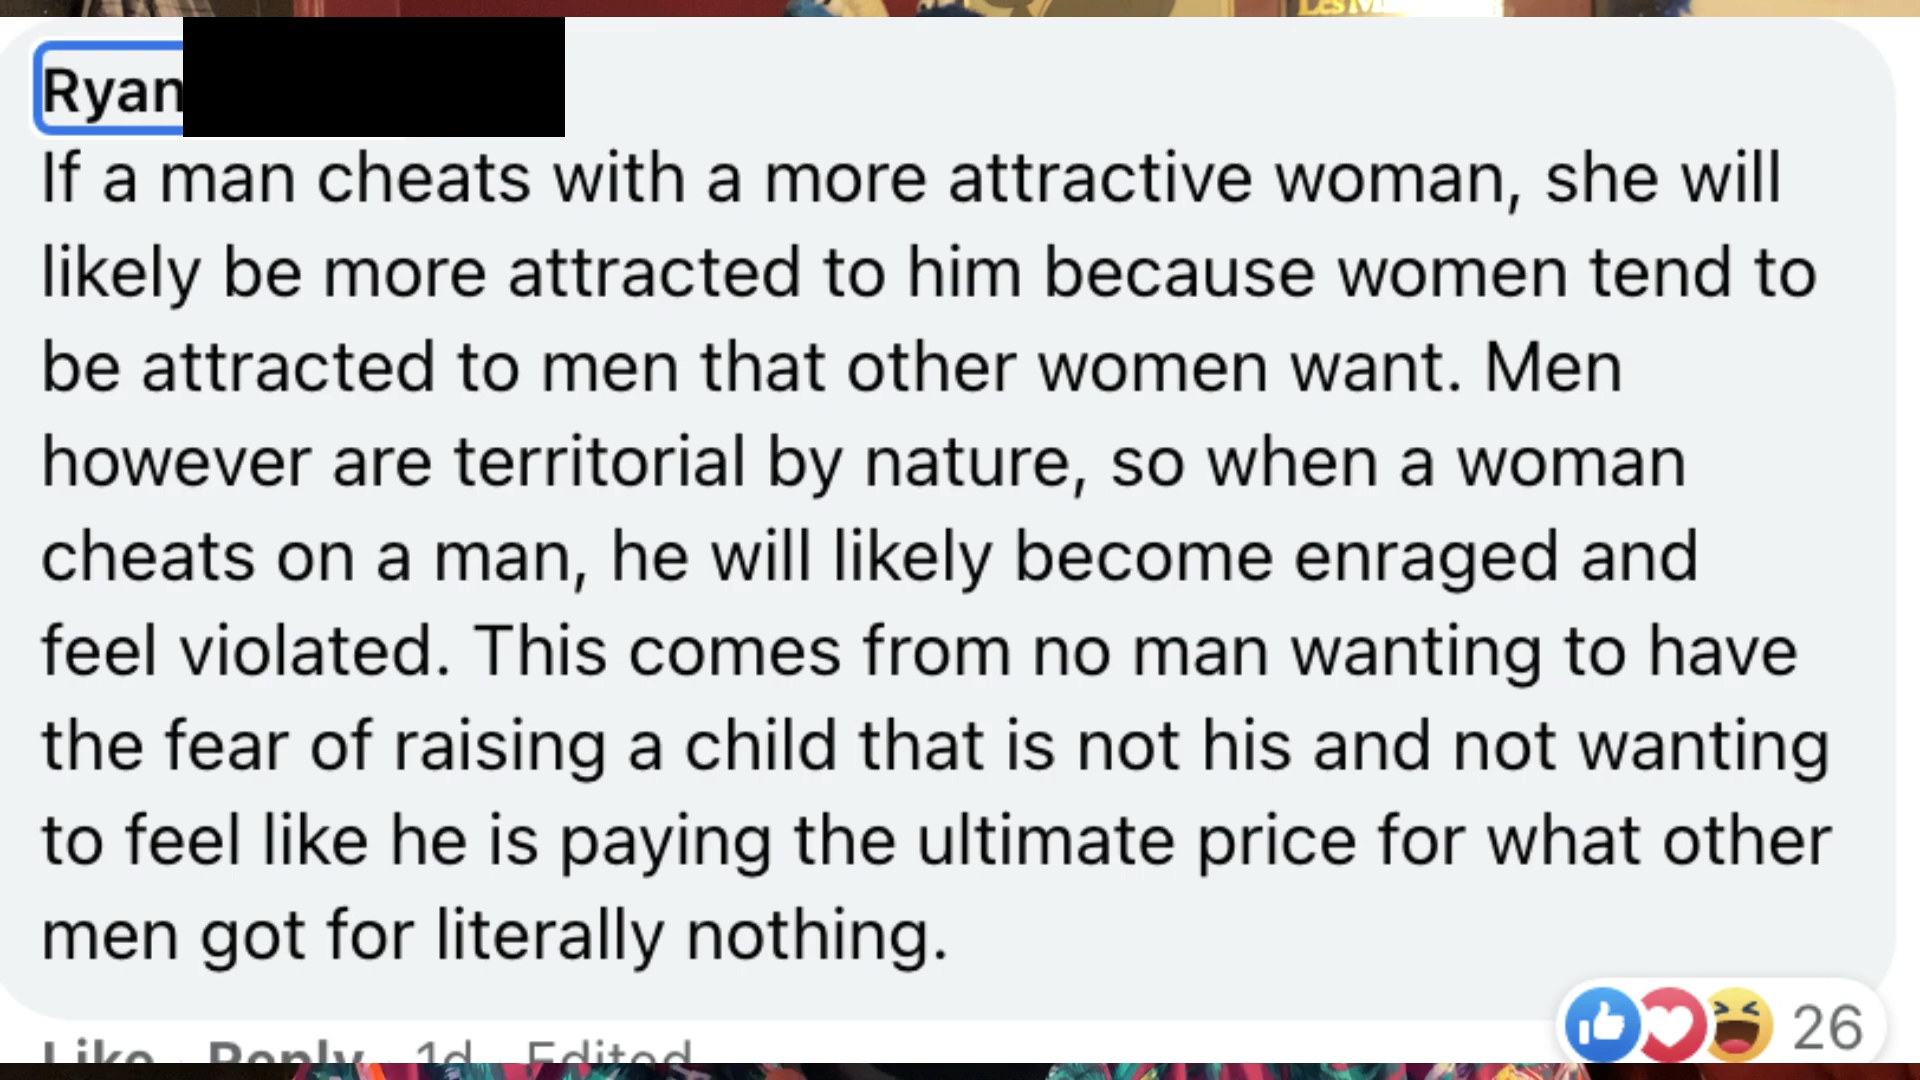 Ryan
If a man cheats with a more attractive woman, she will
likely be more attracted to him because women tend to
be attracted to men that other women want. Men
however are territorial by nature, so when a woman
cheats on a man, he will likely become enraged and
feel violated. This comes from no man wanting to have
the fear of raising a child that is not his and not wanting
to feel like he is paying the ultimate price for what other
men got for literally nothing.
26
Like Reply 1d Edited